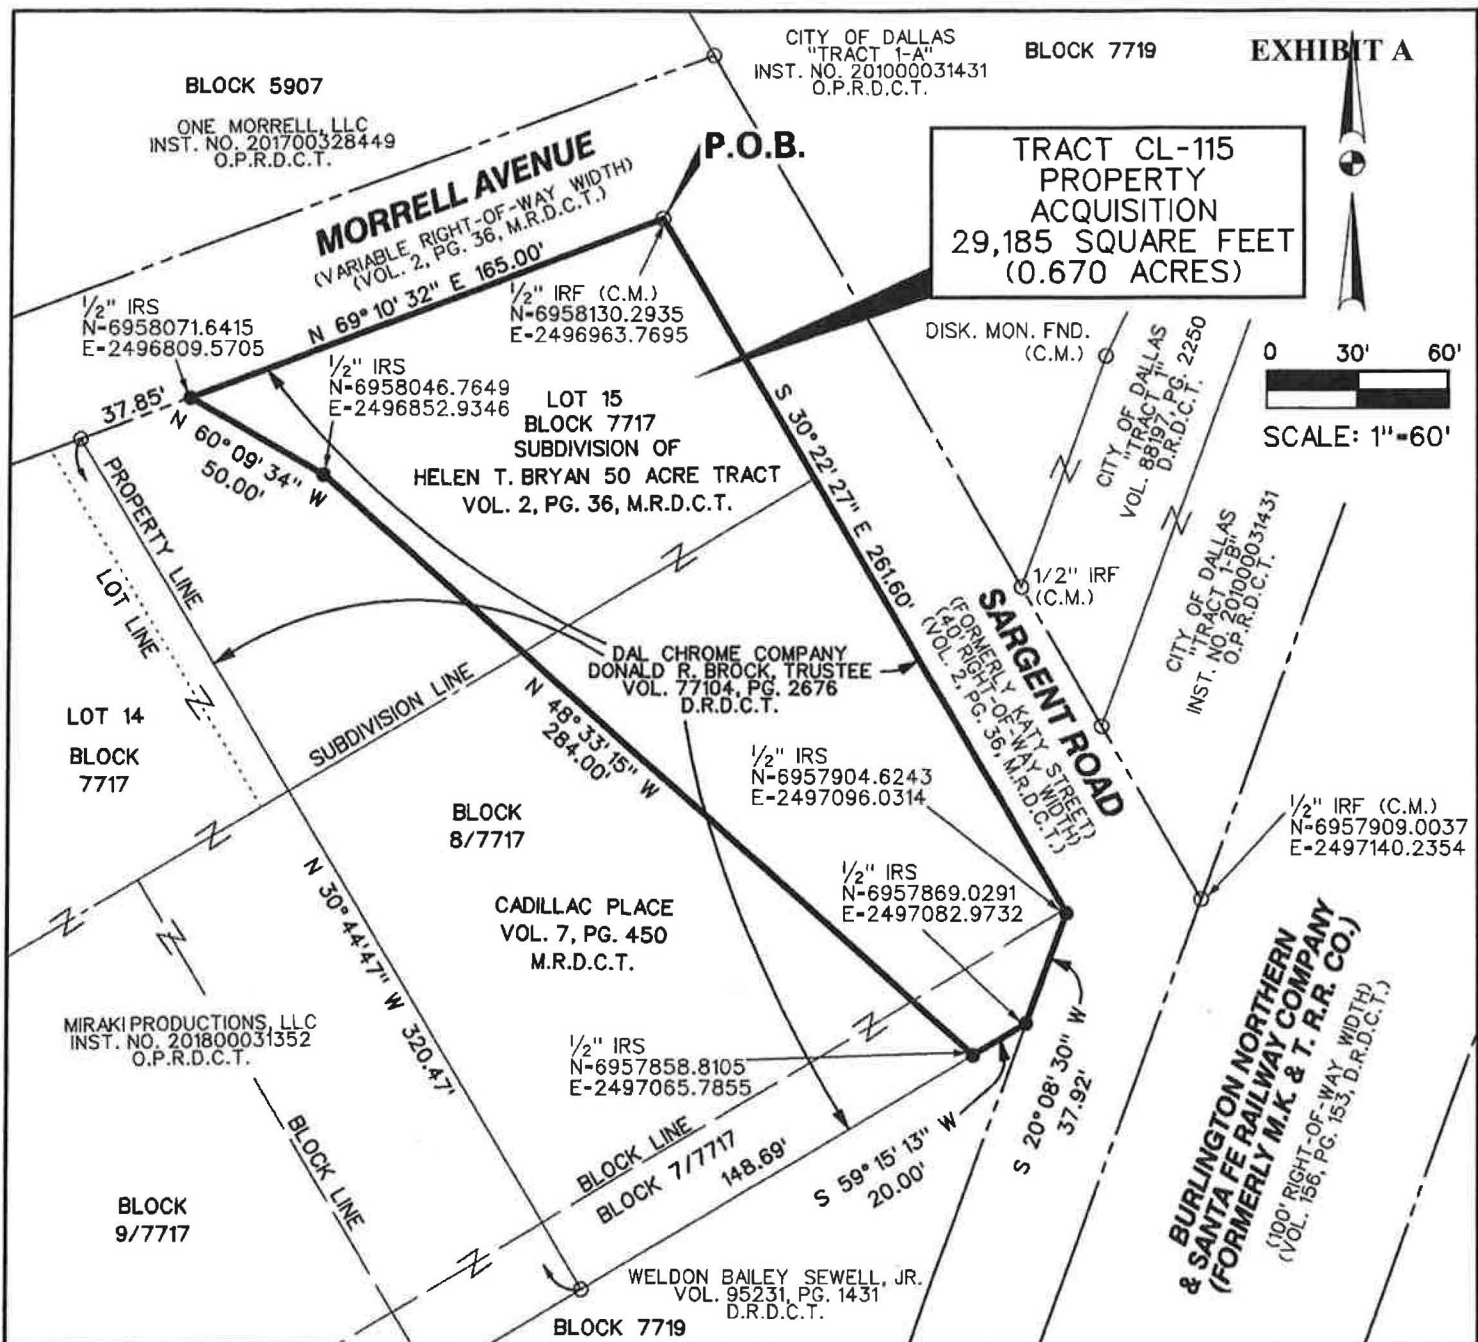 EXHIBIT A
BLOCK 5907
ONE MORRELL, LLC
INST. NO. 201700328449
O.P.R.D.C.T.
CITY OF DALLAS
"TRACT 1-A"
INST. NO. 201000031431
O.P.R.D.C.T.
BLOCK 7719
P.O.B.
TRACT CL-115
PROPERTY
ACQUISITION
29,185 SQUARE FEET
(0.670 ACRES)
MORRELL AVENUE
(VARIABLE RIGHT-OF-WAY WIDTH)
(VOL. 2, PG. 36, M.R.D.C.T.)
N 69° 10' 32" E 165.00'
1/2" IRS
N=6958071.6415
E=2496809.5705
1/2" IRF (C.M.)
N=6958130.2935
E=2496963.7695
1/2" IRS
N=6958046.7649
E=2496852.9346
DISK. MON. FND.
(C.M.)
0 30' 60'
SCALE: 1"=60'
37.85'
N 60° 09' 34" W
50.00'
LOT 15
BLOCK 7717
SUBDIVISION OF
HELEN T. BRYAN 50 ACRE TRACT
VOL. 2, PG. 36, M.R.D.C.T.
S 30° 22' 27" E 261.60'
CITY OF DALLAS
"TRACT 1"
VOL. 88197, PG. 2250
D.R.D.C.T.
CITY OF DALLAS
"TRACT 1-B"
INST. NO. 201000031431
O.P.R.D.C.T.
1/2" IRF
(C.M.)
PROPERTY LINE
LOT LINE
SARGENT ROAD
(FORMERLY KATY STREET)
(40' RIGHT-OF-WAY WIDTH)
(VOL. 2, PG. 36, M.R.D.C.T.)
DAL CHROME COMPANY
DONALD R. BROCK, TRUSTEE
VOL. 77104, PG. 2676
D.R.D.C.T.
LOT 14
BLOCK
7717
SUBDIVISION LINE
N 48° 33' 15" W
284.00'
1/2" IRS
N=6957904.6243
E=2497096.0314
1/2" IRF (C.M.)
N=6957909.0037
E=2497140.2354
BLOCK
8/7717
1/2" IRS
N=6957869.0291
E=2497082.9732
CADILLAC PLACE
VOL. 7, PG. 450
M.R.D.C.T.
N 30° 44' 47" W 320.47'
MIRAKI PRODUCTIONS, LLC
INST. NO. 201800031352
O.P.R.D.C.T.
1/2" IRS
N=6957858.8105
E=2497065.7855
BURLINGTON NORTHERN
& SANTA FE RAILWAY COMPANY
(FORMERLY M.K. & T. R.R. CO.)
(100' RIGHT-OF-WAY WIDTH)
(VOL. 156, PG. 153, D.R.D.C.T.)
S 20° 08' 30" W
37.92'
BLOCK LINE
BLOCK LINE
BLOCK 7/7717
148.69'
S 59° 15' 13" W
20.00'
BLOCK
9/7717
WELDON BAILEY SEWELL, JR.
VOL. 95231, PG. 1431
D.R.D.C.T.
BLOCK 7719